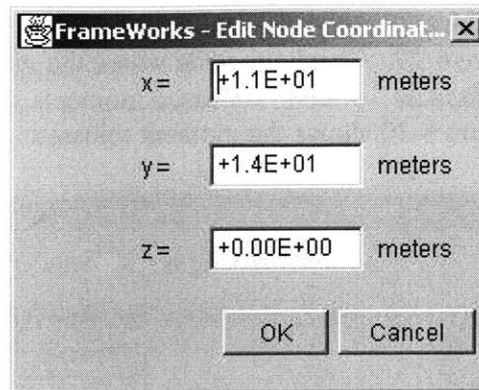 FrameWorks - Edit Node Coordinat...
x= +1.1E+01 meters
y= +1.4E+01 meters
z= +0.00E+00 meters
OK Cancel